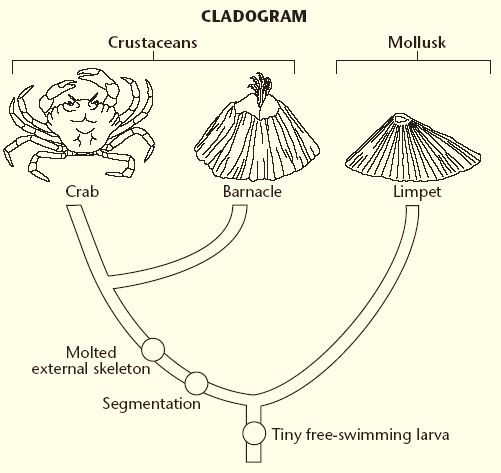 CLADOGRAM
Crustaceans
Mollusk
Crab
Barnacle
Limpet
Molted
external skeleton
Segmentation
Tiny free-swimming larva